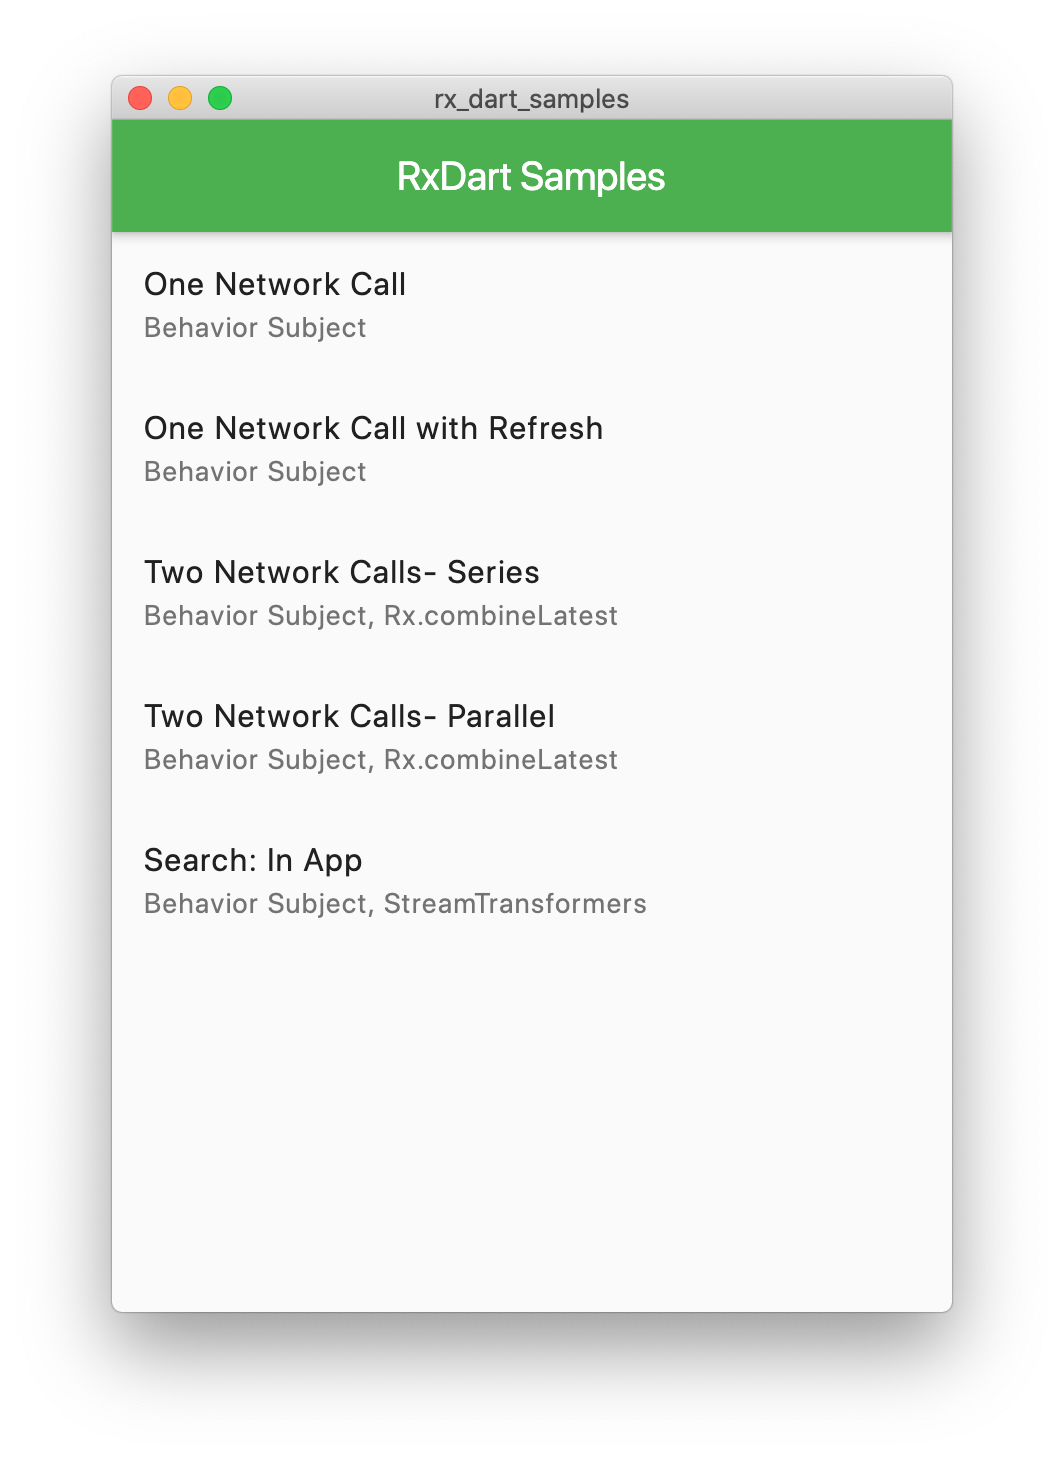 rx_dart_samples
RxDart Samples
One Network Call
Behavior Subject
One Network Call with Refresh
Behavior Subject
Two Network Calls- Series
Behavior Subject, Rx.combineLatest
Two Network Calls- Parallel
Behavior Subject, Rx.combineLatest
Search: In App
Behavior Subject, StreamTransformers